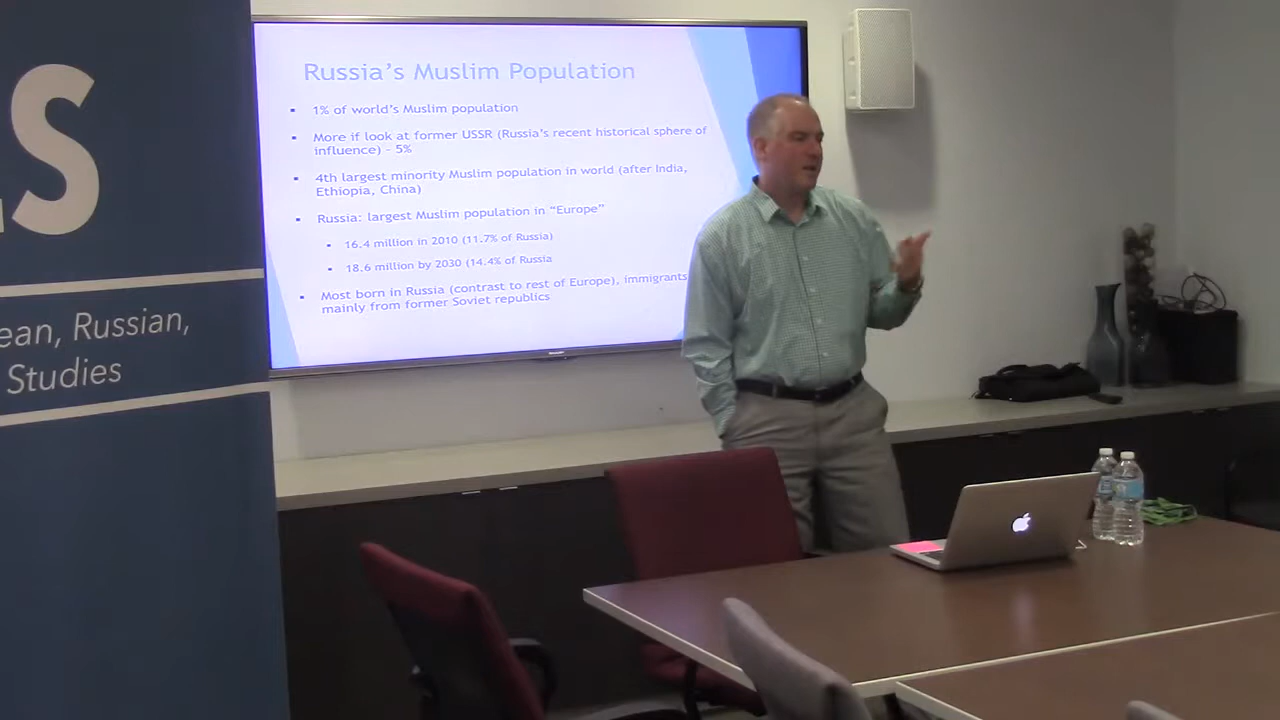 S
ean, Russian,
Studies
Russia's Muslim Population
1% of world's Muslim population
More if look at former USSR (Russia's recent historical sphere of
influence) - 5%
4th largest minority Muslim population in world (after India,
Ethiopia, China)
Russia: largest Muslim population in "Europe"
16.4 million in 2010 (11.7% of Russia)
18.6 million by 2030 (14.4% of Russia
Most born in Russia (contrast to rest of Europe), immigrants
mainly from former Soviet republics